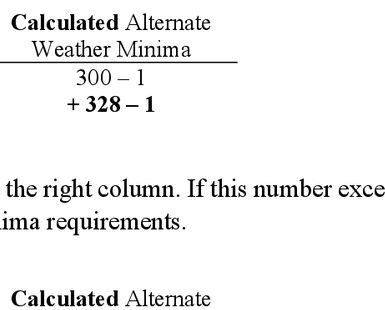 Calculated Alternate
Weather Minima
300 – 1
+ 328 – 1
the right column. If this number exce
ima requirements.
Calculated Alternate